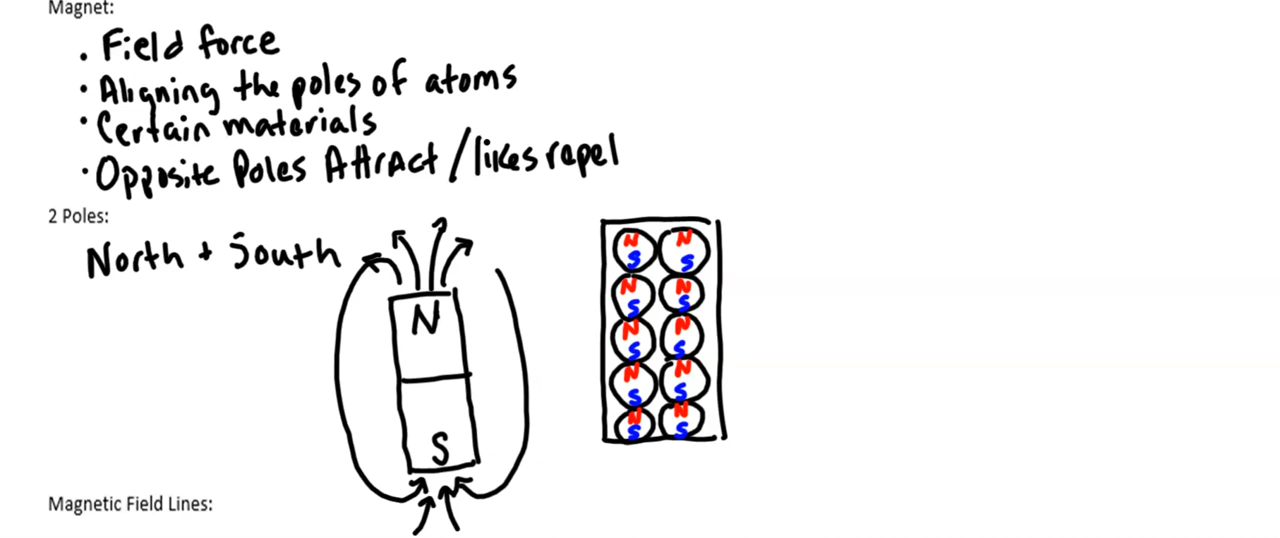 Magnet:
. Field force
· Aligning the poles of atoms
· Certain materials
· Opposite Poles Attract / likes repel
2 Poles:
North + South
N
S
N N
S S
N N
S S
N N
S S
N N
S S
N N
S S
Magnetic Field Lines: